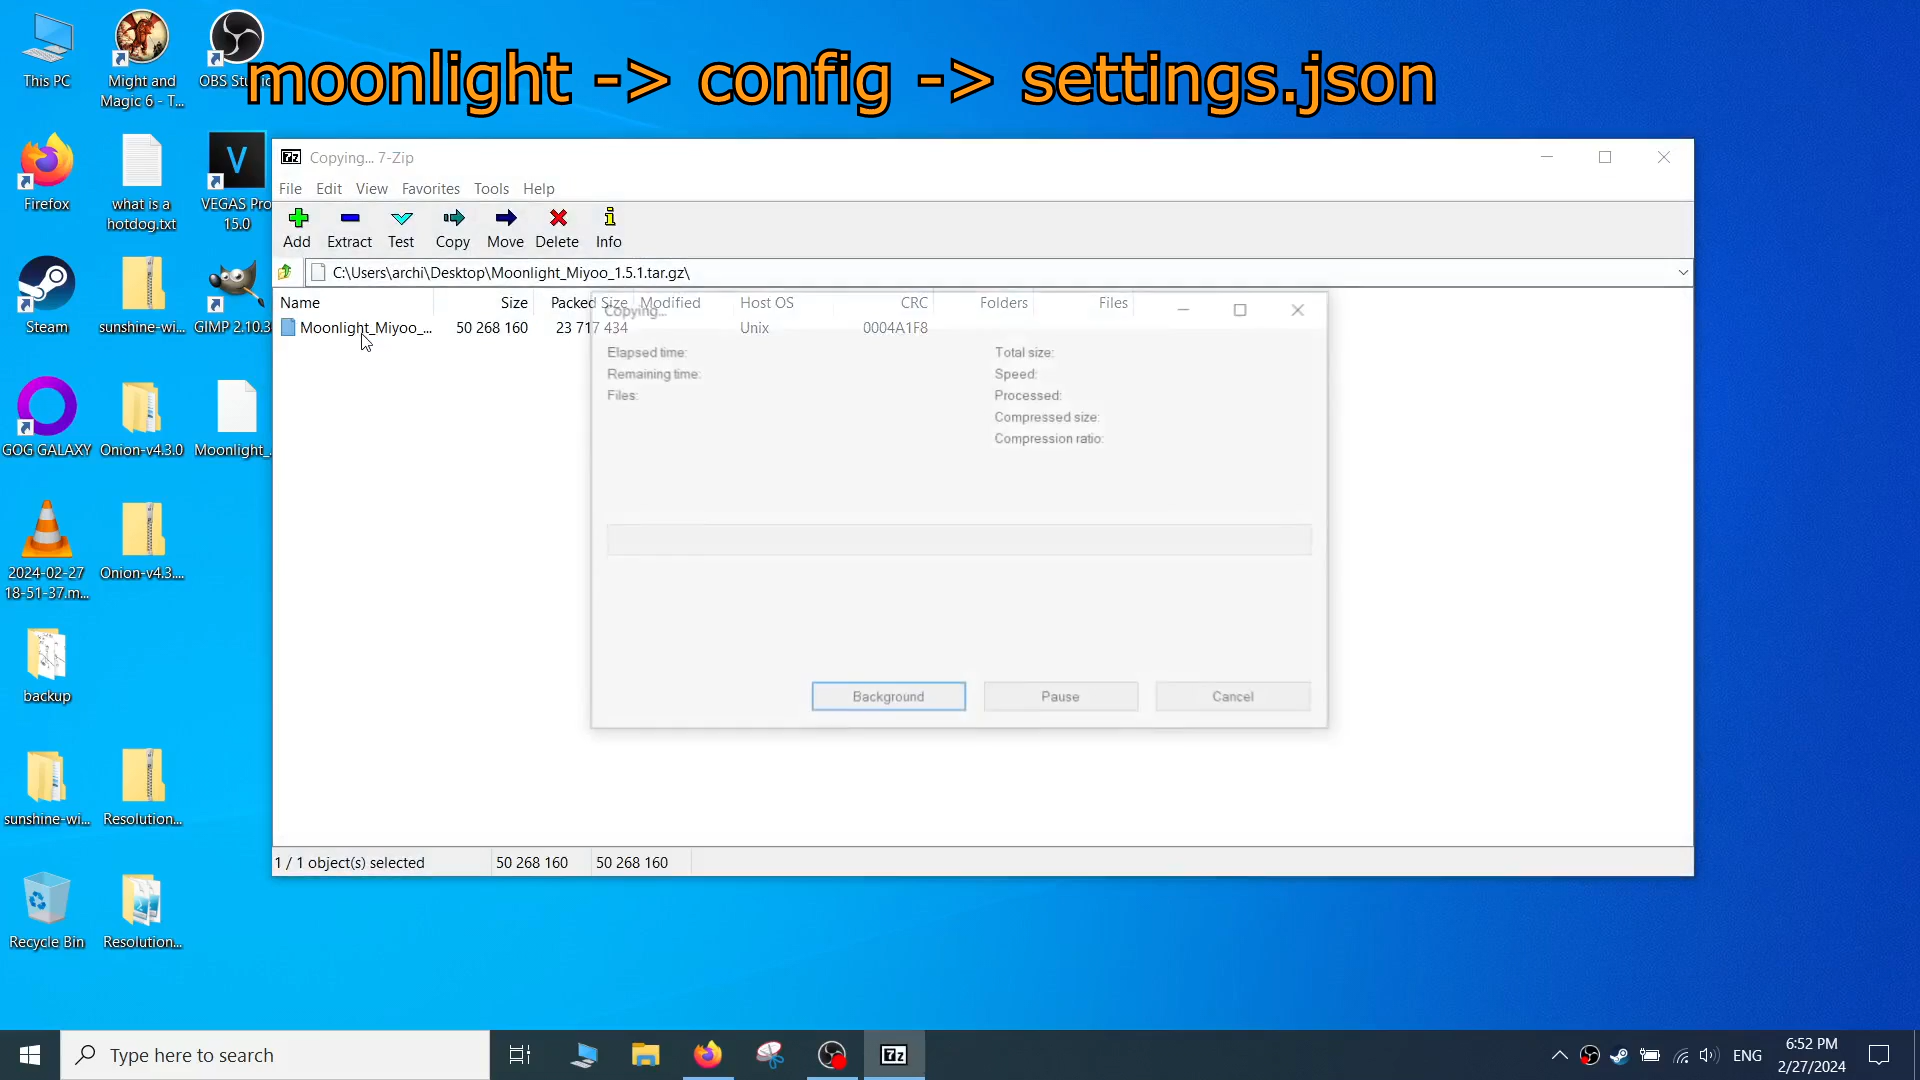 moonlight -> config -> settings.json
This PC
Might and
Magic 6 - T...
OBS Stu
Firefox
what is a
hotdog.txt
VEGAS Pro
15.0
Steam
sunshine-wi...
GIMP 2.10.3
GOG GALAXY
Onion-v4.3.0
Moonlight_
2024-02-27
18-51-37.m...
Onion-v4.3....
backup
sunshine-wi...
Resolution...
Recycle Bin
Resolution...
7z Copying... 7-Zip
File Edit View Favorites Tools Help
Add Extract Test Copy Move Delete Info
C:\Users\archi\Desktop\Moonlight_Miyoo_1.5.1.tar.gz\
Name Size Packed Size Modified Host OS CRC Folders Files
Moonlight_Miyoo_... 50 268 160 23 717 434 Unix 0004A1F8
Copying...
Elapsed time:
Remaining time:
Files:
Total size:
Speed:
Processed:
Compressed size:
Compression ratio:
Background Pause Cancel
1 / 1 object(s) selected 50 268 160 50 268 160
Type here to search
7z
ENG
6:52 PM
2/27/2024